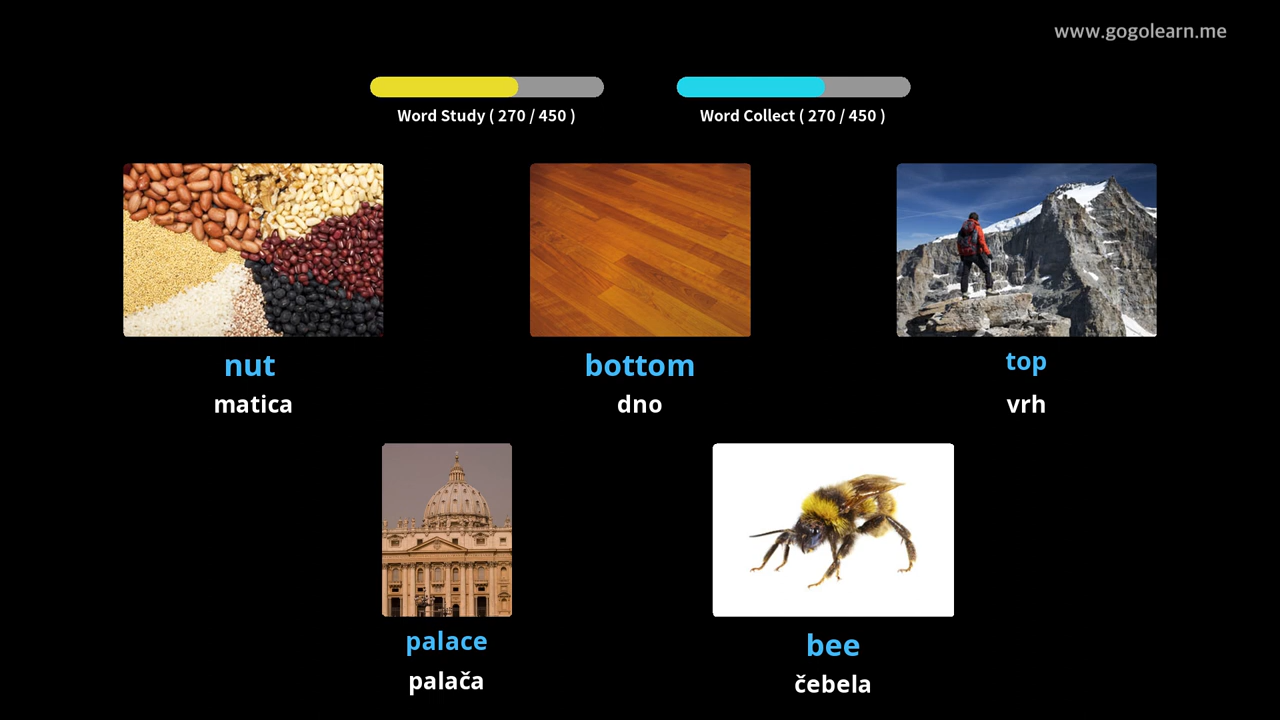 www.gogolearn.me
Word Study ( 270 / 450 )
Word Collect ( 270 / 450 )
nut
bottom
top
matica
dno
vrh
palace
bee
palača
čebela